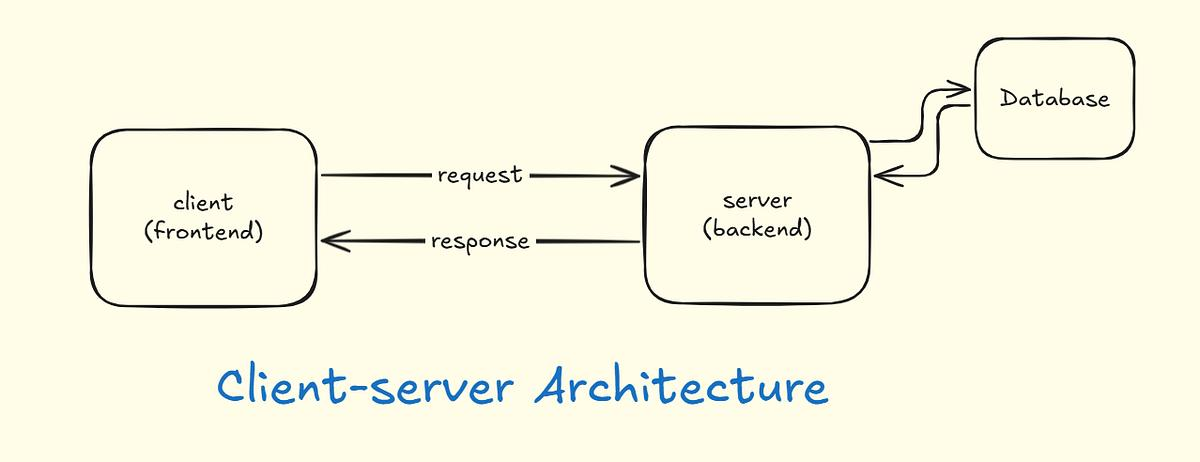 Database
client
(frontend)
request
response
server
(backend)
Client-server Architecture